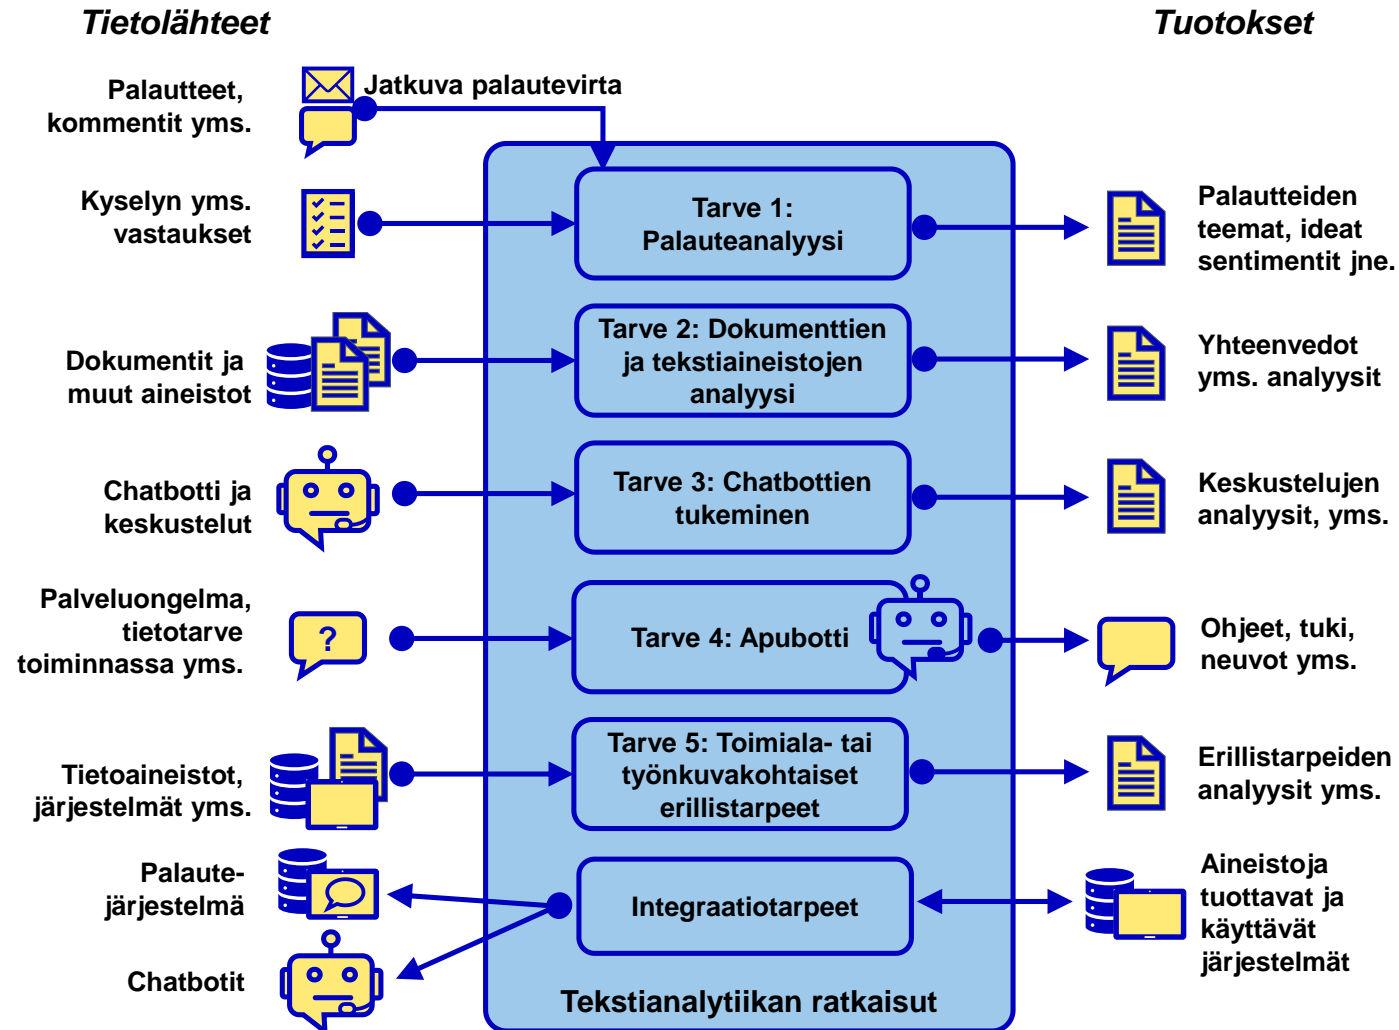 Tietolähteet
Tuotokset
Palautteet,
kommentit yms.
Jatkuva palautevirta
Kyselyn yms.
vastaukset
Tarve 1:
Palauteanalyysi
Palautteiden
teemat, ideat
sentimentit jne.
Dokumentit ja
muut aineistot
Tarve 2: Dokumenttien
ja tekstiaineistojen
analyysi
Yhteenvedot
yms. analyysit
Chatbotti ja
keskustelut
Tarve 3: Chatbottien
tukeminen
Keskustelujen
analyysit, yms.
Palveluongelma,
tietotarve
toiminnassa yms.
?
Tarve 4: Apubotti
Ohjeet, tuki,
neuvot yms.
Tietoaineistot,
järjestelmät yms.
Tarve 5: Toimiala- tai
työnkuvakohtaiset
erillistarpeet
Erillistarpeiden
analyysit yms.
Palaute-
järjestelmä
Chatbotit
Integraatiotarpeet
Aineistoja
tuottavat ja
käyttävät
järjestelmät
Tekstianalytiikan ratkaisut